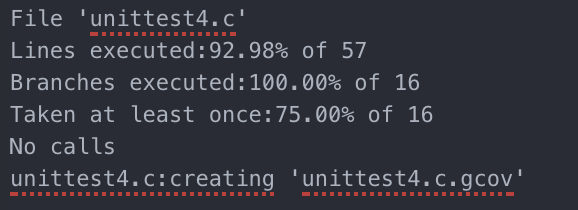 File 'unittest4.c'
Lines executed:92.98% of 57
Branches executed:100.00% of 16
Taken at least once:75.00% of 16
No calls
unittest4.c:creating 'unittest4.c.gcov'